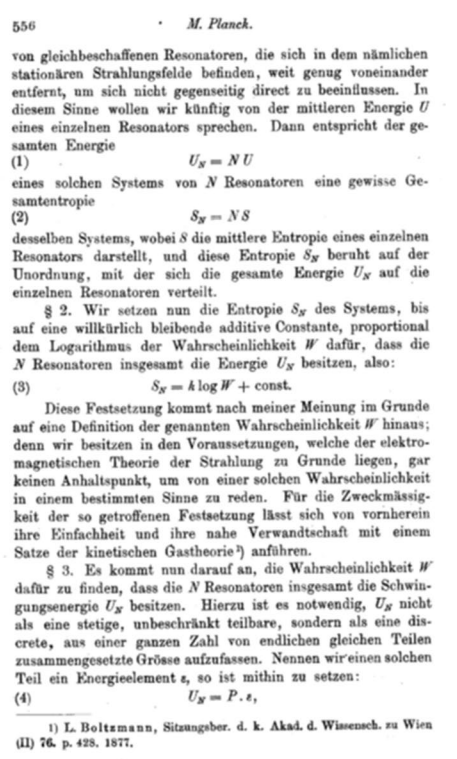 556 M. Planck.
von gleichbeschaffenen Resonatoren, die sich in dem nämlichen
stationären Strahlungsfelde befinden, weit genug voneinander
entfernt, um sich nicht gegenseitig direct zu beeinflussen. In
diesem Sinne wollen wir künftig von der mittleren Energie U
eines einzelnen Resonators sprechen. Dann entspricht der ge-
samten Energie
(1) U_N = N U
eines solchen Systems von N Resonatoren eine gewisse Ge-
samtentropie
(2) S_N = N S
desselben Systems, wobei S die mittlere Entropie eines einzelnen
Resonators darstellt, und diese Entropie S_N beruht auf der
Unordnung, mit der sich die gesamte Energie U_N auf die
einzelnen Resonatoren verteilt.
§ 2. Wir setzen nun die Entropie S_N des Systems, bis
auf eine willkürlich bleibende additive Constante, proportional
dem Logarithmus der Wahrscheinlichkeit W dafür, dass die
N Resonatoren insgesamt die Energie U_N besitzen, also:
(3) S_N = k log W + const.
Diese Festsetzung kommt nach meiner Meinung im Grunde
auf eine Definition der genannten Wahrscheinlichkeit W hinaus;
denn wir besitzen in den Voraussetzungen, welche der elektro-
magnetischen Theorie der Strahlung zu Grunde liegen, gar
keinen Anhaltspunkt, um von einer solchen Wahrscheinlichkeit
in einem bestimmten Sinne zu reden. Für die Zweckmässig-
keit der so getroffenen Festsetzung lässt sich von vornherein
ihre Einfachheit und ihre nahe Verwandtschaft mit einem
Satze der kinetischen Gastheorie¹) anführen.
§ 3. Es kommt nun darauf an, die Wahrscheinlichkeit W
dafür zu finden, dass die N Resonatoren insgesamt die Schwin-
gungsenergie U_N besitzen. Hierzu ist es notwendig, U_N nicht
als eine stetige, unbeschränkt teilbare, sondern als eine dis-
crete, aus einer ganzen Zahl von endlichen gleichen Teilen
zusammengesetzte Grösse aufzufassen. Nennen wir einen solchen
Teil ein Energieelement ε, so ist mithin zu setzen:
(4) U_N = P . ε,
1) L. Boltzmann, Sitzungsber. d. k. Akad. d. Wissensch. zu Wien
(II) 76. p. 428. 1877.